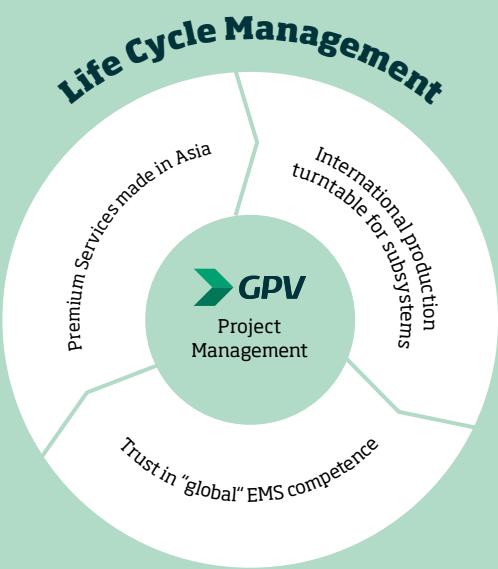 Life Cycle Management
Premium Services made in Asia
International production
turntable for subsystems
GPV
Project
Management
Trust in “global“ EMS competence